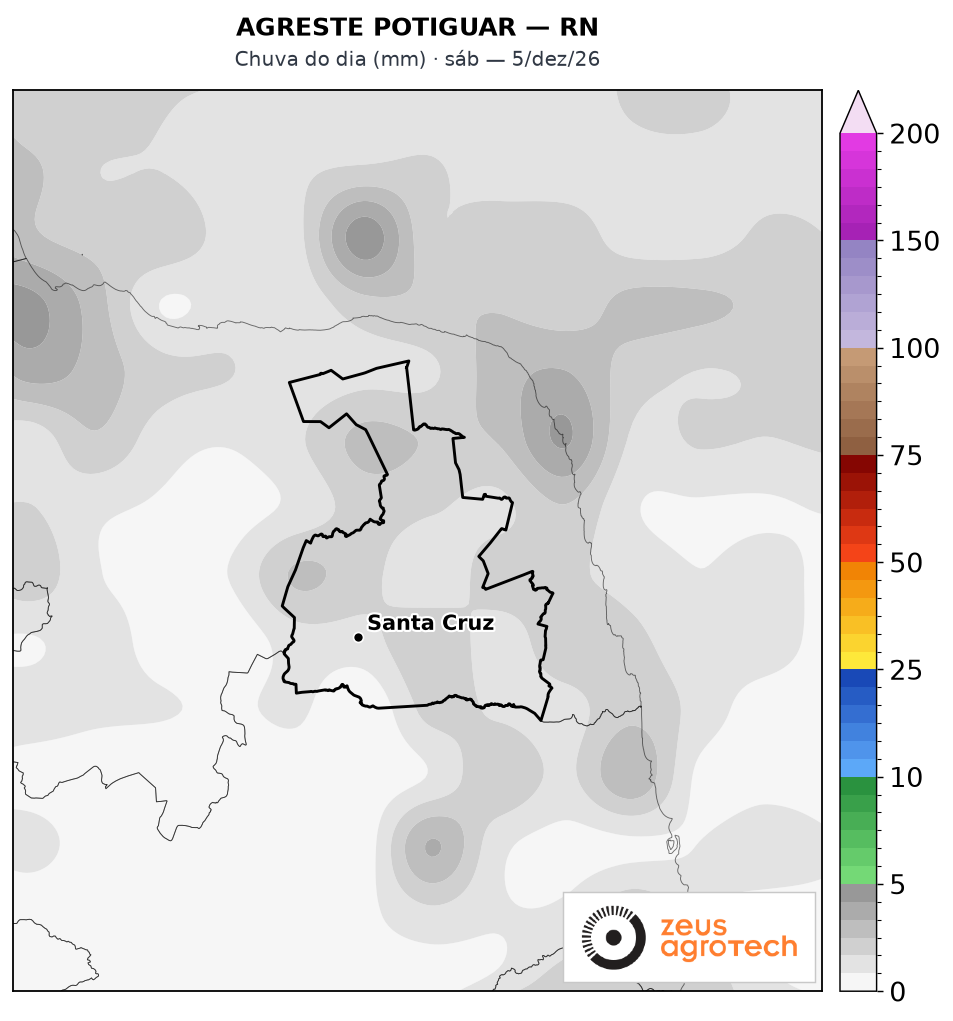 AGRESTE POTIGUAR — RN
Chuva do dia (mm) · sáb — 5/dez/26
200
150
100
75
50
25
10
5
0
Santa Cruz
zeus
agrotech